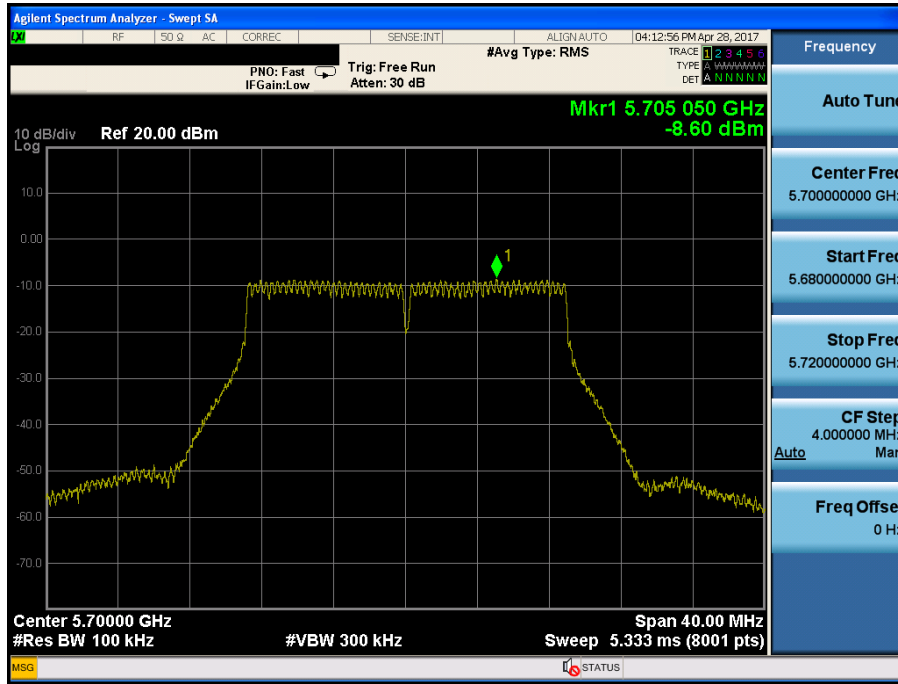 Agilent Spectrum Analyzer - Swept SA
LXI RF 50 Ω AC CORREC SENSE:INT ALIGN AUTO 04:12:56 PM Apr 28, 2017
#Avg Type: RMS
TRACE 1 2 3 4 5 6
TYPE A WWWWW
DET A N N N N N
PNO: Fast Trig: Free Run
IFGain:Low Atten: 30 dB
Mkr1 5.705 050 GHz
-8.60 dBm
10 dB/div Ref 20.00 dBm
Log
10.0
0.00
-10.0
-20.0
-30.0
-40.0
-50.0
-60.0
-70.0
1
Center 5.70000 GHz Span 40.00 MHz
#Res BW 100 kHz #VBW 300 kHz Sweep 5.333 ms (8001 pts)
MSG STATUS
Frequency
Auto Tune
Center Freq
5.700000000 GHz
Start Freq
5.680000000 GHz
Stop Freq
5.720000000 GHz
CF Step
4.000000 MHz
Auto Man
Freq Offset
0 Hz